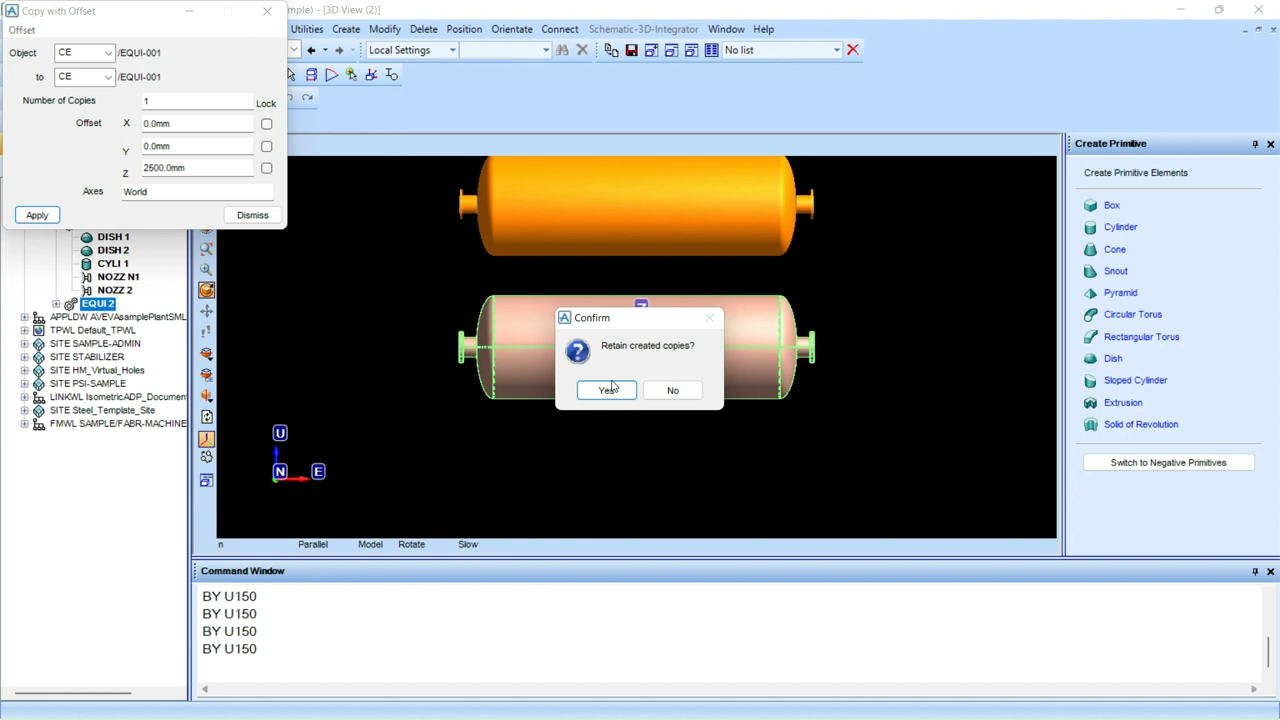 Copy with Offset
mple) - [3D View (2)]
Offset
Utilities Create Modify Delete Position Orientate Connect Schematic-3D-Integrator Window Help
Object CE /EQUI-001
Local Settings No list
to CE /EQUI-001
Number of Copies 1 Lock
Offset X 0.0mm
Y 0.0mm
Z 2500.0mm
Axes World
Apply Dismiss
DISH 1
DISH 2
CYLI 1
NOZZ N1
NOZZ 2
EQUI 2
APPLDW AVEVAsamplePlantSML
TPWL Default_TPWL
SITE SAMPLE-ADMIN
SITE STABILIZER
SITE HM_Virtual_Holes
SITE PSI-SAMPLE
LINKWL IsometricADP_Documen
SITE Steel_Template_Site
FMWL SAMPLE/FABR-MACHINE
Confirm
Retain created copies?
Yes No
U
N E
n Parallel Model Rotate Slow
Create Primitive
Create Primitive Elements
Box
Cylinder
Cone
Snout
Pyramid
Circular Torus
Rectangular Torus
Dish
Sloped Cylinder
Extrusion
Solid of Revolution
Switch to Negative Primitives
Command Window
BY U150
BY U150
BY U150
BY U150